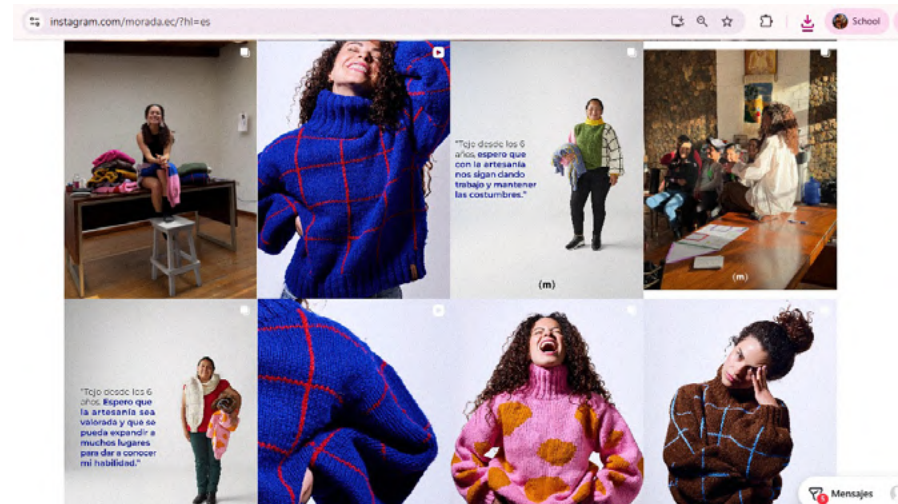 instagram.com/morada.ec/?hl=es
School
"Tejo desde los 6
años, espero que
con la artesanía
nos sigan dando
trabajo y mantener
las costumbres."
(m)
(m)
"Tejo desde los 6
años. Espero que
la artesanía sea
valorada y que se
pueda expandir a
muchos lugares
para dar a conocer
mi habilidad."
Mensajes